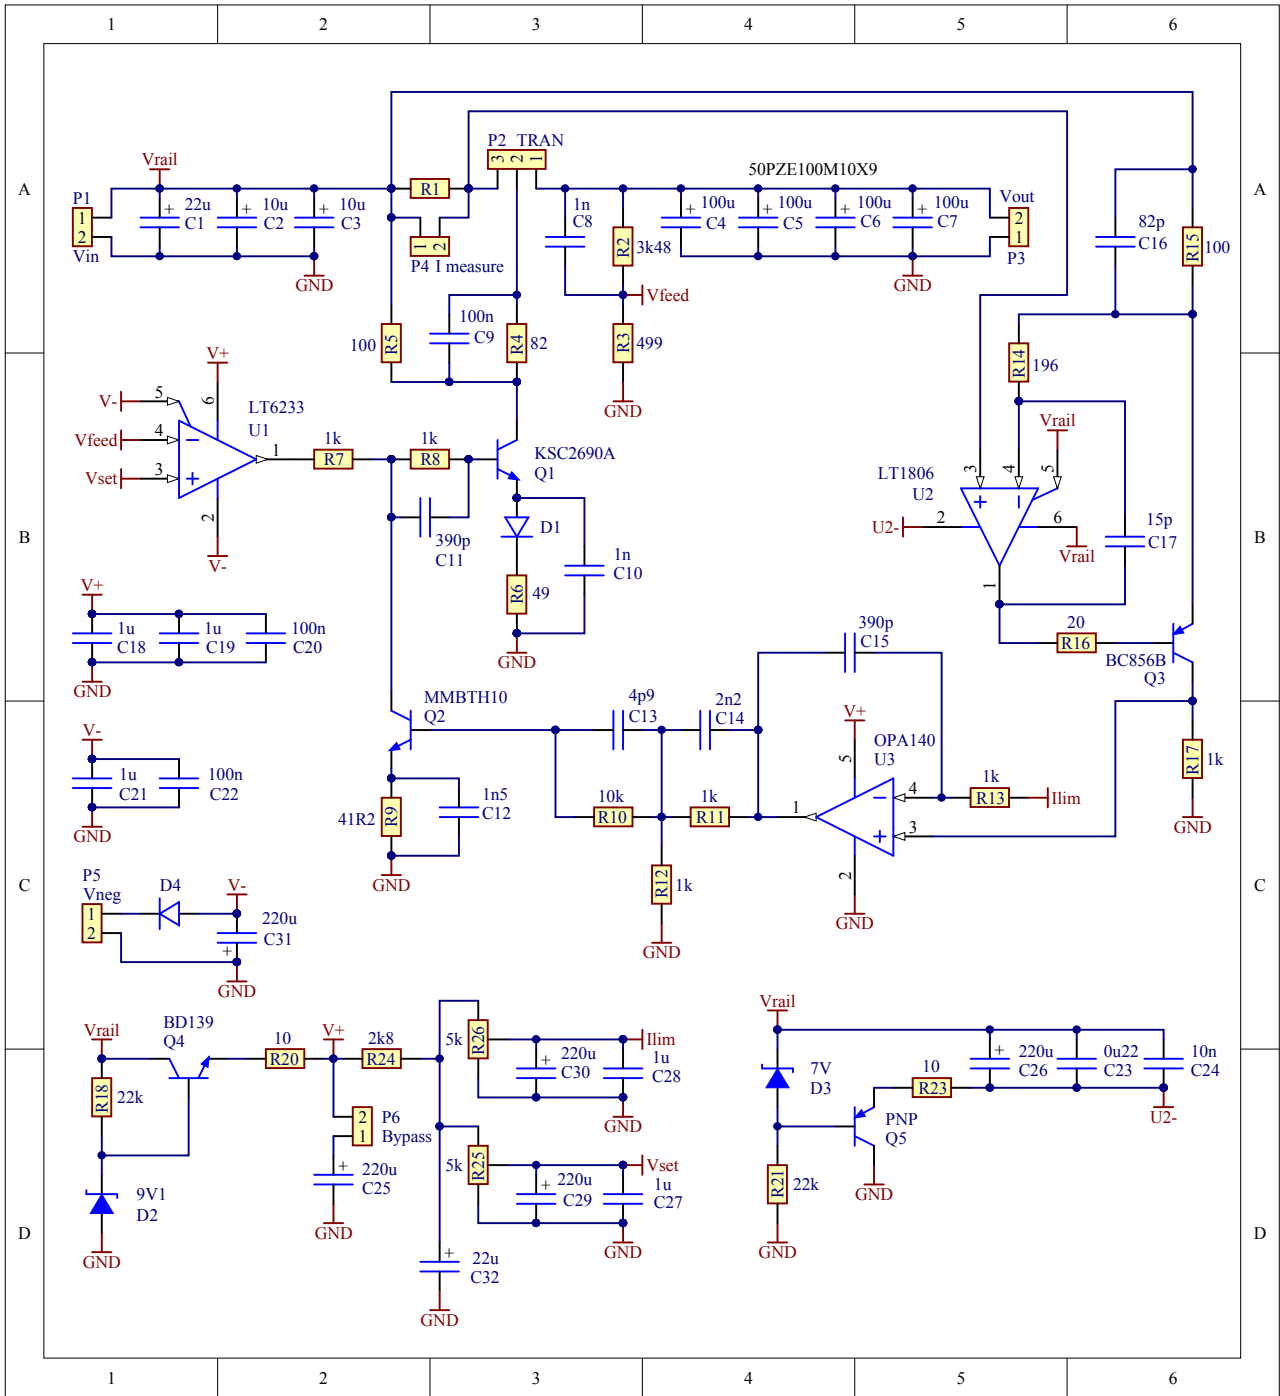 1 2 3 4 5 6
A
A
B
B
C
C
D
D
P2 TRAN
3 2 1
Vrail
P1
1
2
Vin
22u
C1
10u
C2
10u
C3
GND
R1
1 2
P4 I measure
1n
C8
R2
3k48
Vfeed
R3
499
GND
50PZE100M10X9
100u
C4
100u
C5
100u
C6
100u
C7
GND
Vout
2
1
P3
82p
C16
R15
100
100
R5
100n
C9
R4
82
R14
196
V+
V-
5
6
Vfeed
4
Vset
3
LT6233
U1
1
2
V-
1k
R7
1k
R8
390p
C11
KSC2690A
Q1
D1
R6
49
1n
C10
GND
Vrail
LT1806
U2
3
4
5
U2-
2
6
Vrail
1
15p
C17
20
R16
BC856B
Q3
V+
1u
C18
1u
C19
100n
C20
GND
V-
1u
C21
100n
C22
GND
MMBTH10
Q2
41R2
R9
1n5
C12
GND
4p9
C13
2n2
C14
390p
C15
10k
R10
1k
R11
R12
1k
GND
V+
OPA140
U3
5
4
1
3
2
GND
1k
R13
Ilim
R17
1k
GND
P5
Vneg
1
2
D4
V-
220u
C31
GND
Vrail
BD139
Q4
R18
22k
9V1
D2
GND
10
R20
V+
2k8
R24
2
1
P6
Bypass
220u
C25
GND
5k
R26
220u
C30
Ilim
1u
C28
GND
5k
R25
220u
C29
Vset
1u
C27
GND
22u
C32
GND
Vrail
7V
D3
R21
22k
GND
PNP
Q5
GND
10
R23
220u
C26
0u22
C23
10n
C24
U2-
1 2 3 4 5 6